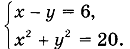 x − y = 6,
x² + y² = 20.